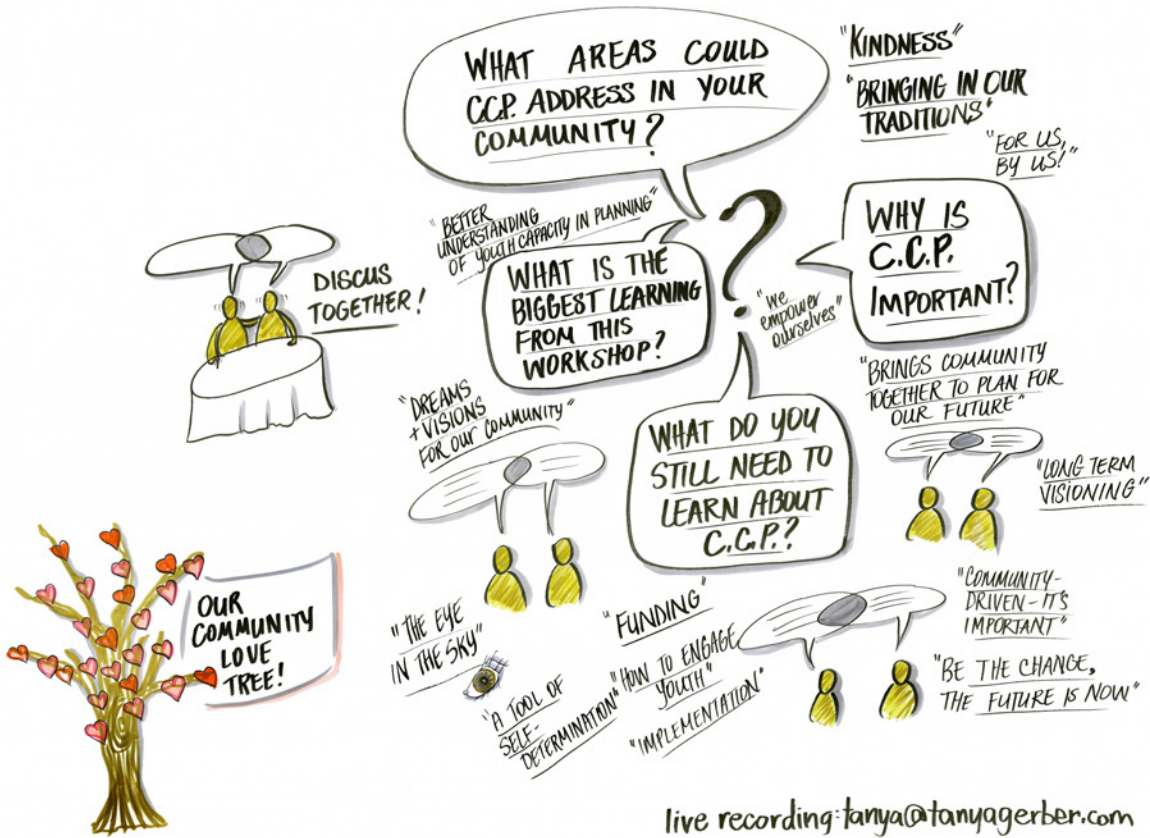 WHAT AREAS COULD
C.C.P. ADDRESS IN YOUR
COMMUNITY?
"KINDNESS"
"BRINGING IN OUR
TRADITIONS"
"FOR US,
BY US!"
"BETTER
UNDERSTANDING
OF YOUTH CAPACITY IN PLANNING"
WHAT IS THE
BIGGEST LEARNING
FROM THIS
WORKSHOP?
?
"WE
EMPOWER
OURSELVES"
WHY IS
C.C.P.
IMPORTANT?
DISCUS
TOGETHER!
"DREAMS
+ VISIONS
FOR OUR COMMUNITY"
WHAT DO YOU
STILL NEED TO
LEARN ABOUT
C.C.P.?
"BRINGS COMMUNITY
TOGETHER TO PLAN FOR
OUR FUTURE"
"LONG TERM
VISIONING"
OUR
COMMUNITY
LOVE
TREE!
"THE EYE
IN THE SKY"
"A TOOL OF
SELF-
DETERMINATION"
"FUNDING"
"HOW TO ENGAGE
YOUTH"
"IMPLEMENTATION"
"COMMUNITY-
DRIVEN-IT'S
IMPORTANT"
"BE THE CHANGE,
THE FUTURE IS NOW"
live recording: tanya@tanyagerber.com